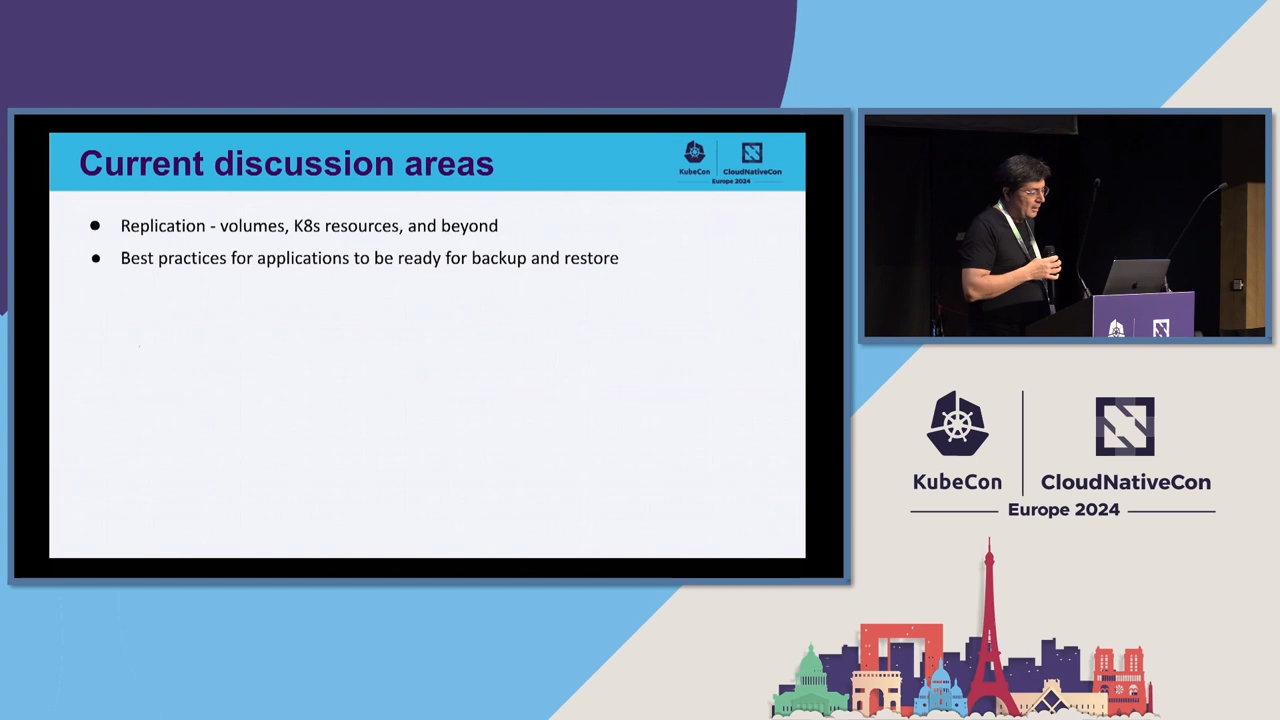 Current discussion areas
KubeCon
CloudNativeCon
Europe 2024
● Replication - volumes, K8s resources, and beyond
● Best practices for applications to be ready for backup and restore
KubeCon
CloudNativeCon
Europe 2024